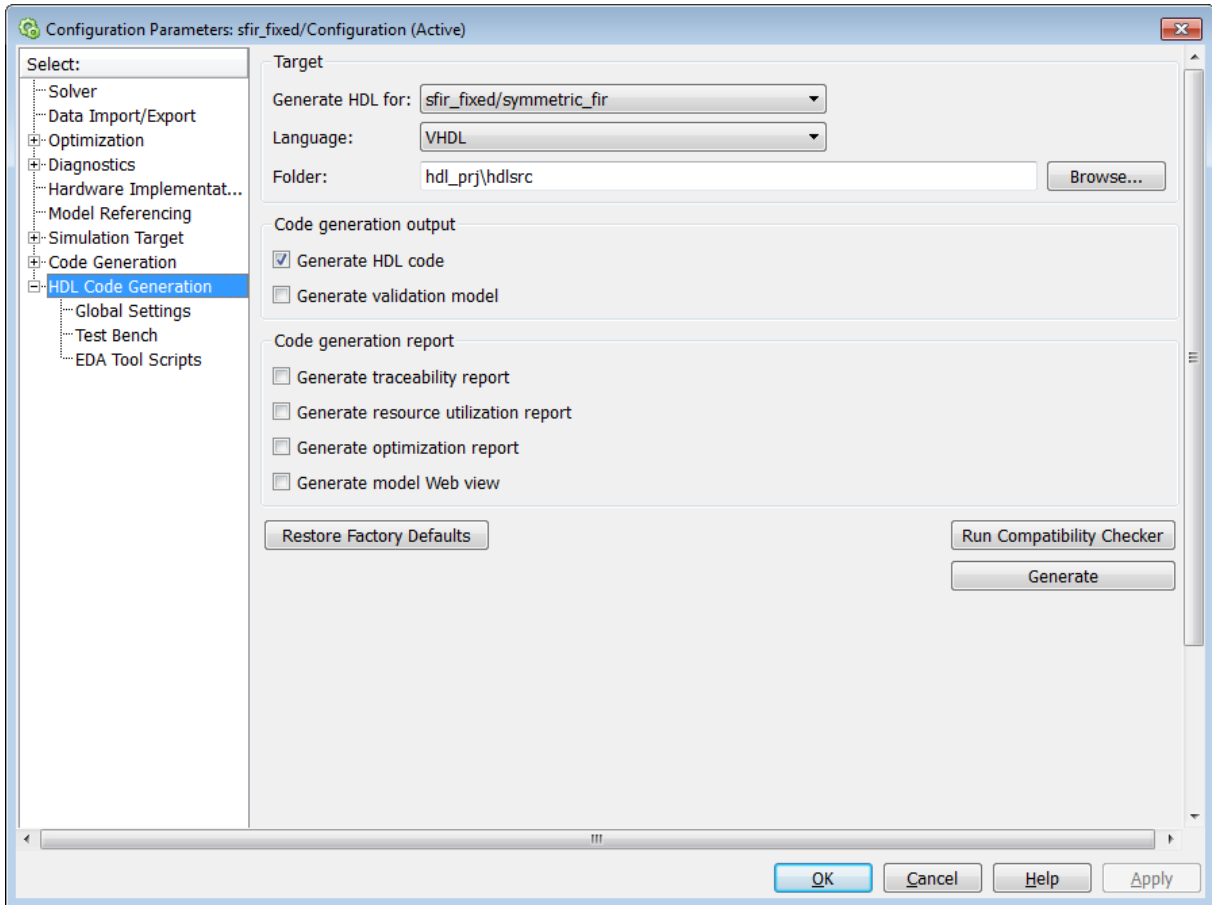 Configuration Parameters: sfir_fixed/Configuration (Active)
Select:
Solver
Data Import/Export
Optimization
Diagnostics
Hardware Implementat...
Model Referencing
Simulation Target
Code Generation
HDL Code Generation
Global Settings
Test Bench
EDA Tool Scripts
Target
Generate HDL for: sfir_fixed/symmetric_fir
Language: VHDL
Folder: hdl_prj\hdlsrc Browse...
Code generation output
Generate HDL code
Generate validation model
Code generation report
Generate traceability report
Generate resource utilization report
Generate optimization report
Generate model Web view
Restore Factory Defaults Run Compatibility Checker
Generate
OK Cancel Help Apply